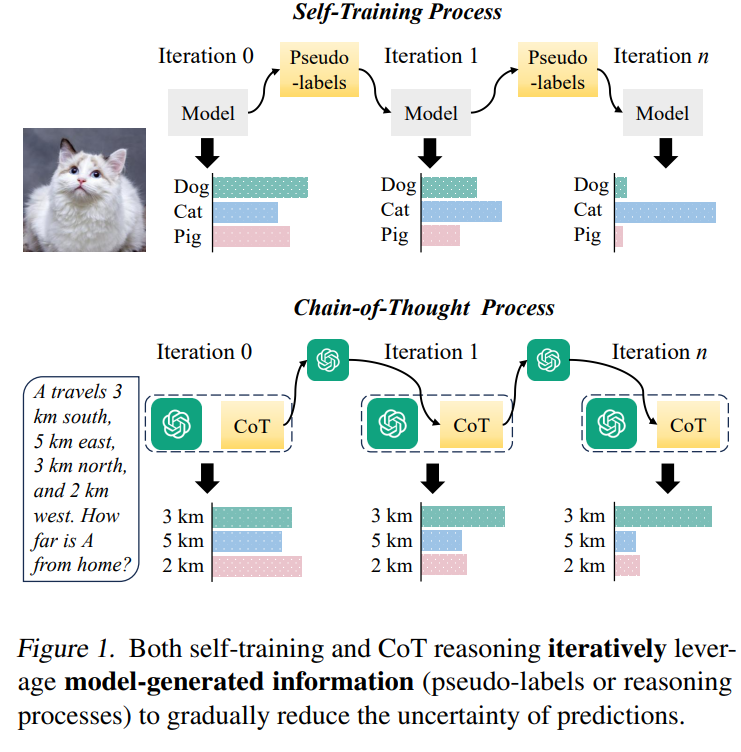 Self-Training Process
Iteration 0
Pseudo
-labels
Iteration 1
Pseudo
-labels
Iteration n
Model
Model
Model
Dog
Cat
Pig
Dog
Cat
Pig
Dog
Cat
Pig
Chain-of-Thought Process
Iteration 0
Iteration 1
Iteration n
A travels 3
km south,
5 km east,
3 km north,
and 2 km
west. How
far is A
from home?
CoT
CoT
CoT
3 km
5 km
2 km
3 km
5 km
2 km
3 km
5 km
2 km
Figure 1. Both self-training and CoT reasoning iteratively lever-
age model-generated information (pseudo-labels or reasoning
processes) to gradually reduce the uncertainty of predictions.